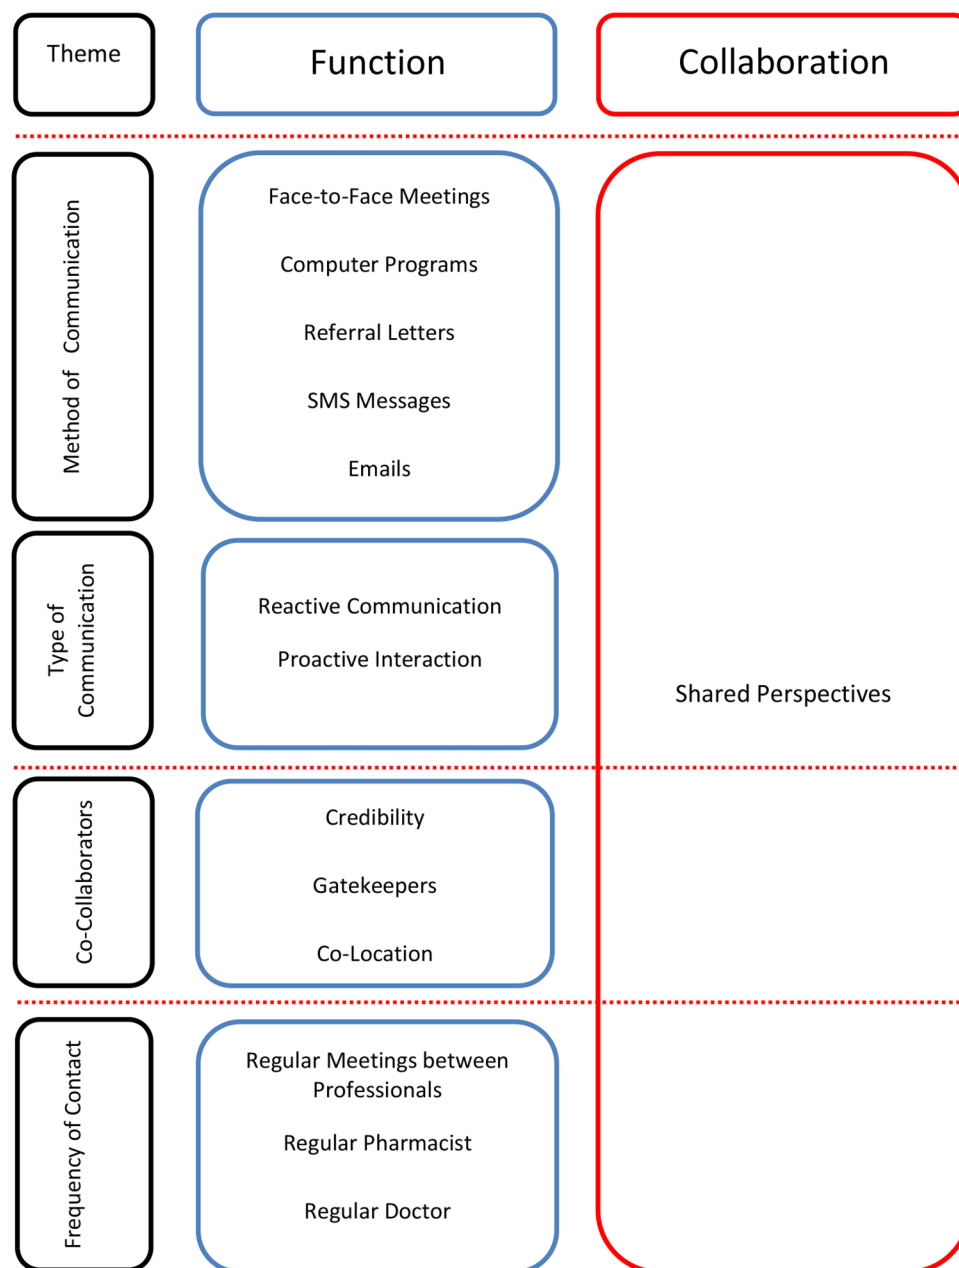 Theme
Function
Collaboration
Method of Communication
Face-to-Face Meetings
Computer Programs
Referral Letters
SMS Messages
Emails
Type of
Communication
Reactive Communication
Proactive Interaction
Shared Perspectives
Co-Collaborators
Credibility
Gatekeepers
Co-Location
Frequency of Contact
Regular Meetings between
Professionals
Regular Pharmacist
Regular Doctor